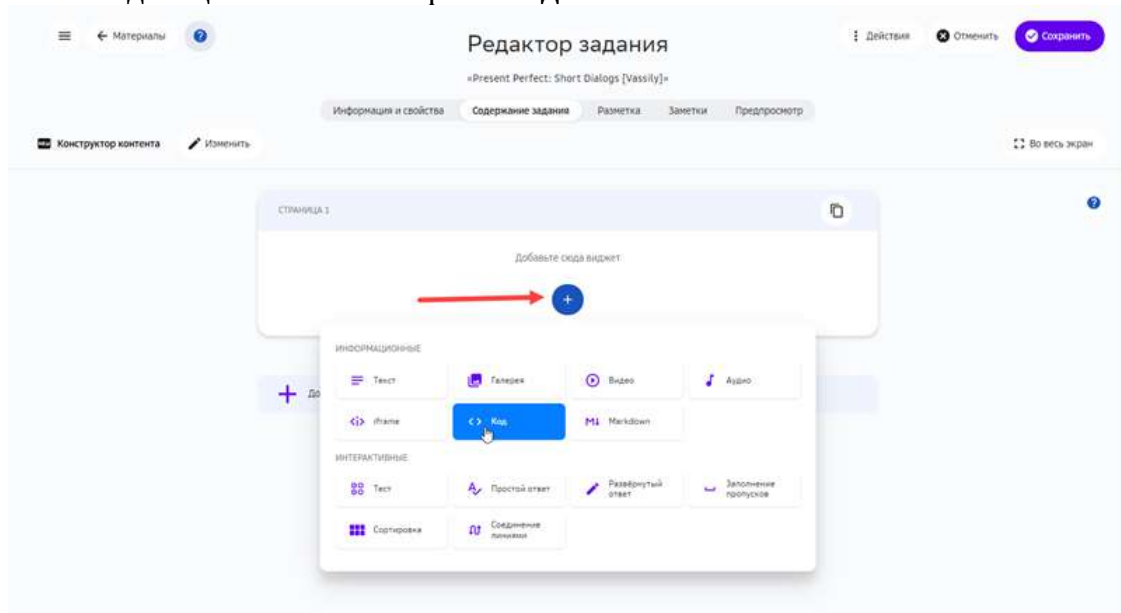 ← Материалы
?
Редактор задания
Действия
Отменить
Сохранить
«Present Perfect: Short Dialogs [Vassily]»
Информация и свойства
Содержание задания
Разметка
Заметки
Предпросмотр
Конструктор контента
Изменить
Во весь экран
СТРАНИЦА 1
?
Добавьте сюда виджет
+
ИНФОРМАЦИОННЫЕ
Текст
Галерея
Видео
Аудио
+ До
<i> iframe
<> Код
M↓ Markdown
ИНТЕРАКТИВНЫЕ
Тест
Простой ответ
Развёрнутый
ответ
Заполнение
пропусков
Сортировка
Соединение
линиями